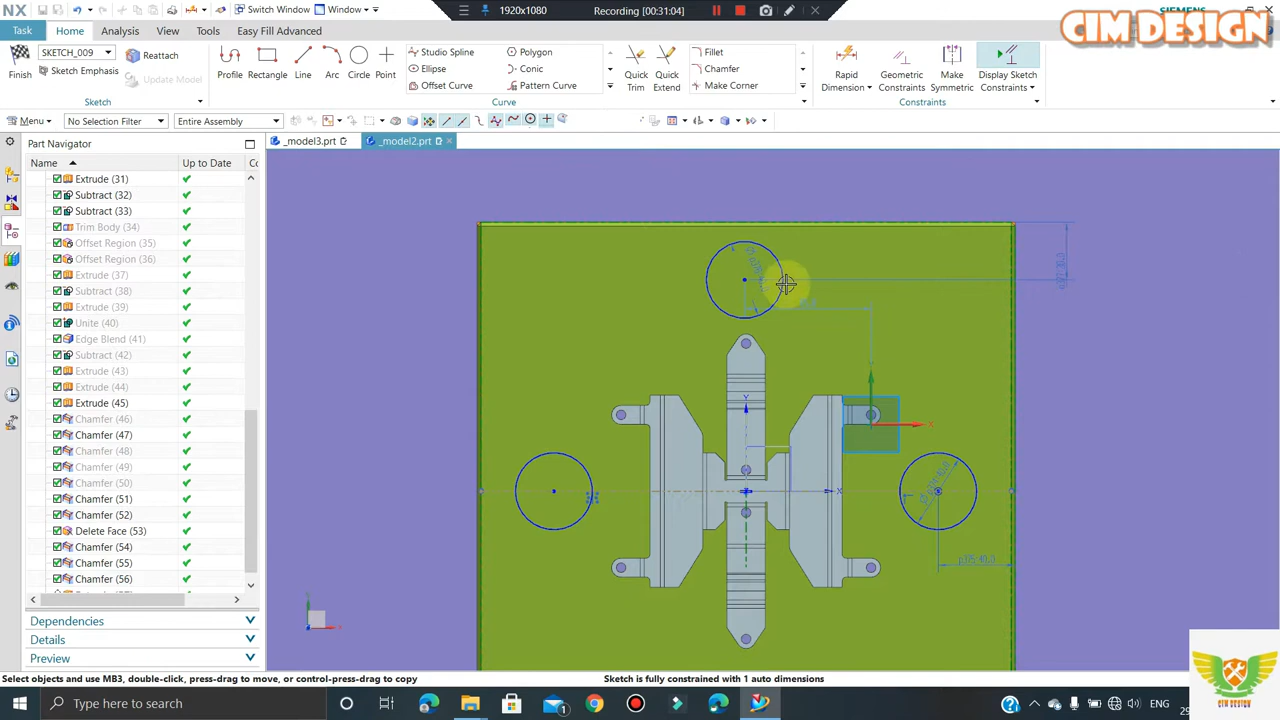 NX
Switch Window
Window
1920x1080
Recording [00:31:04]
SIEMENS
CIM DESIGN
Task
Home
Analysis
View
Tools
Easy Fill Advanced
SKETCH_009
Reattach
Sketch Emphasis
Update Model
Finish
Profile
Rectangle
Line
Arc
Circle
Point
Studio Spline
Polygon
Ellipse
Conic
Offset Curve
Pattern Curve
Quick Trim
Quick Extend
Fillet
Chamfer
Make Corner
Rapid Dimension
Geometric Constraints
Make Symmetric
Display Sketch Constraints
Sketch
Curve
Constraints
Menu
No Selection Filter
Entire Assembly
Part Navigator
_model3.prt
_model2.prt
Name
Up to Date
Co
Extrude (31)
Subtract (32)
Subtract (33)
Trim Body (34)
Offset Region (35)
Offset Region (36)
Extrude (37)
Subtract (38)
Extrude (39)
Unite (40)
Edge Blend (41)
Subtract (42)
Extrude (43)
Extrude (44)
Extrude (45)
Chamfer (46)
Chamfer (47)
Chamfer (48)
Chamfer (49)
Chamfer (50)
Chamfer (51)
Chamfer (52)
Delete Face (53)
Chamfer (54)
Chamfer (55)
Chamfer (56)
Y
X
X
p375:40.0
Dependencies
Details
Preview
Select objects and use MB3, double-click, press-drag to move, or control-press-drag to copy
Sketch is fully constrained with 1 auto dimensions
Type here to search
ENG
CIM DESIGN